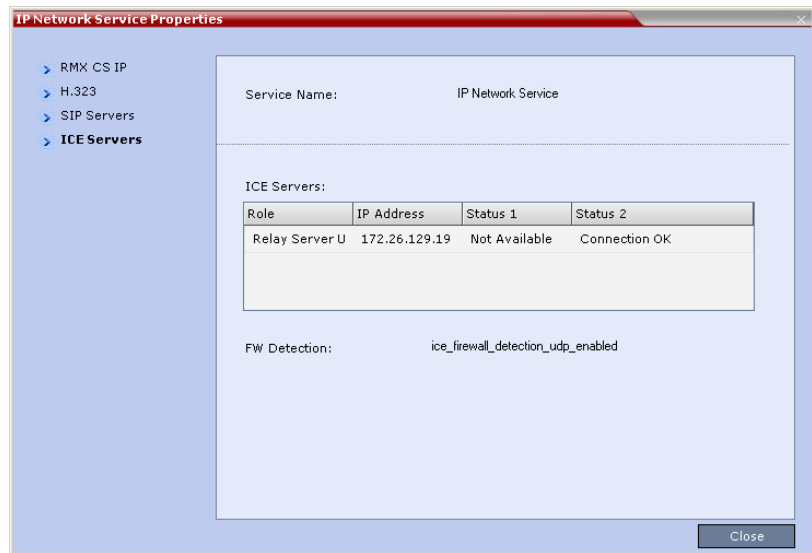 IP Network Service Properties
RMX CS IP
H.323
SIP Servers
ICE Servers
Service Name: IP Network Service
ICE Servers:
Role IP Address Status 1 Status 2
Relay Server U 172.26.129.19 Not Available Connection OK
FW Detection: ice_firewall_detection_udp_enabled
Close